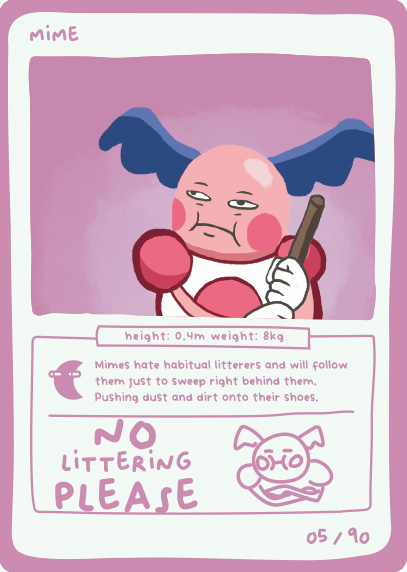 MiME
height: 0,4m weight: 8kg
Mimes hate habitual litterers and will follow
them just to sweep right behind them.
Pushing dust and dirt onto their shoes.
NO
LiTTERiNG
PLEASE
05 / 90